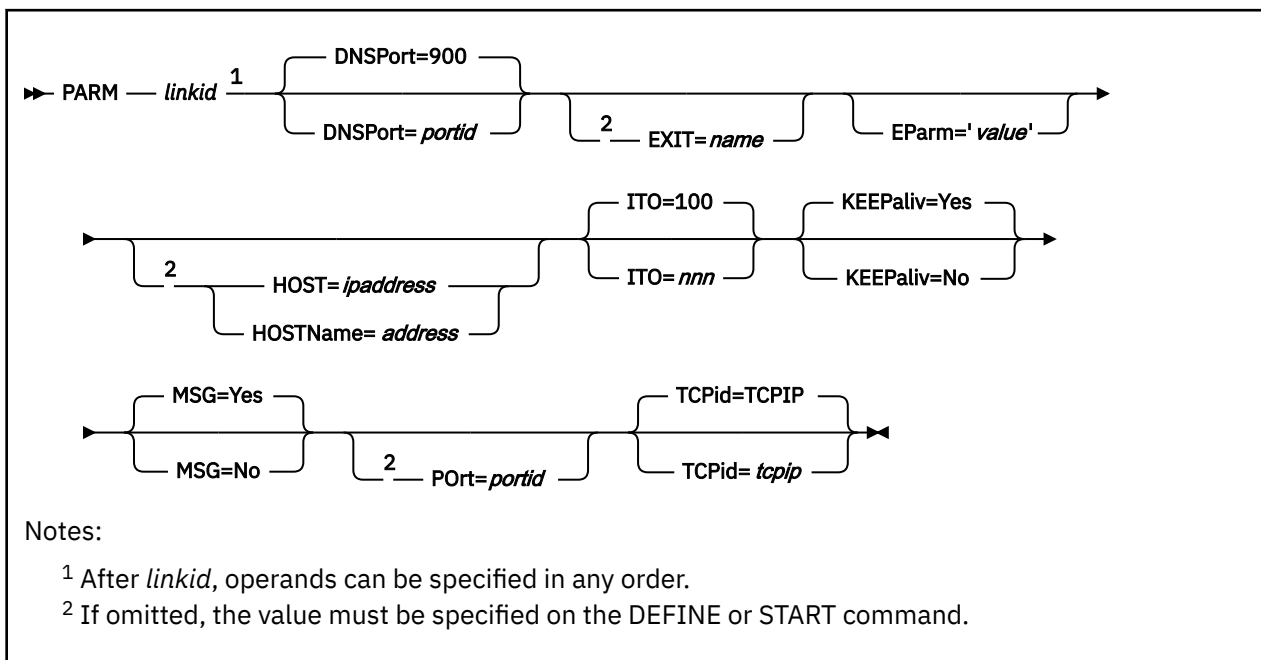 DNSPort=900
PARM linkid 1
DNSPort= portid
2 EXIT=name
EParm=' value'
ITO=100
KEEPaliv=Yes
2 HOST= ipaddress
HOSTName= address
ITO= nnn
KEEPaliv=No
MSG=Yes
TCPid=TCPIP
MSG=No
2 POrt=portid
TCPid= tcpip
Notes:
1 After linkid, operands can be specified in any order.
2 If omitted, the value must be specified on the DEFINE or START command.